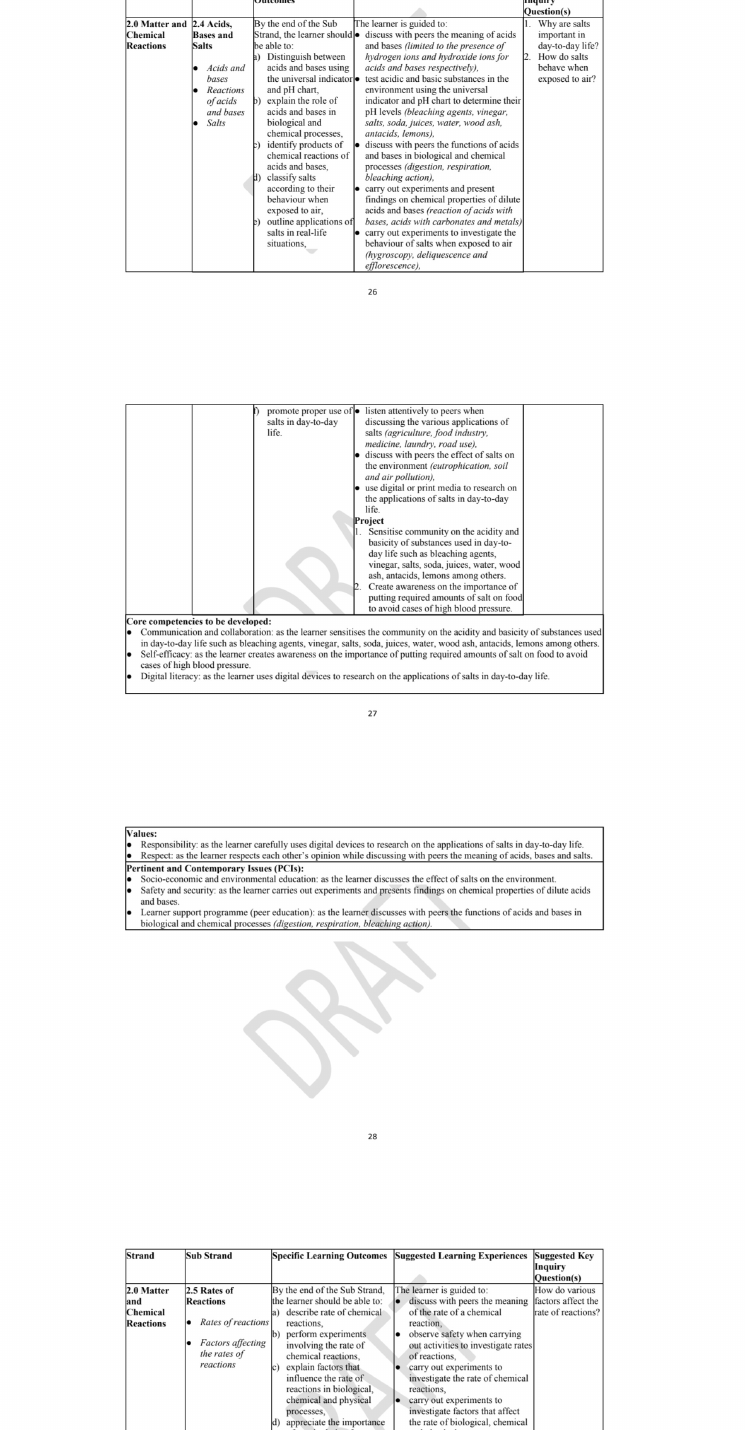 Outcomes
Inquiry
Question(s)
2.0 Matter and
Chemical
Reactions
2.4 Acids,
Bases and
Salts
● Acids and
bases
● Reactions
of acids
and bases
● Salts
By the end of the Sub
Strand, the learner should
be able to:
a) Distinguish between
acids and bases using
the universal indicator
and pH chart,
b) explain the role of
acids and bases in
biological and
chemical processes,
c) identify products of
chemical reactions of
acids and bases,
d) classify salts
according to their
behaviour when
exposed to air,
e) outline applications of
salts in real-life
situations,
The learner is guided to:
● discuss with peers the meaning of acids
and bases (limited to the presence of
hydrogen ions and hydroxide ions for
acids and bases respectively),
● test acidic and basic substances in the
environment using the universal
indicator and pH chart to determine their
pH levels (bleaching agents, vinegar,
salts, soda, juices, water, wood ash,
antacids, lemons),
● discuss with peers the functions of acids
and bases in biological and chemical
processes (digestion, respiration,
bleaching action),
● carry out experiments and present
findings on chemical properties of dilute
acids and bases (reaction of acids with
bases, acids with carbonates and metals)
● carry out experiments to investigate the
behaviour of salts when exposed to air
(hygroscopy, deliquescence and
efflorescence),
1. Why are salts
important in
day-to-day life?
2. How do salts
behave when
exposed to air?
26
f) promote proper use of
salts in day-to-day
life.
● listen attentively to peers when
discussing the various applications of
salts (agriculture, food industry,
medicine, laundry, road use),
● discuss with peers the effect of salts on
the environment (eutrophication, soil
and air pollution),
● use digital or print media to research on
the applications of salts in day-to-day
life.
Project
1. Sensitise community on the acidity and
basicity of substances used in day-to-
day life such as bleaching agents,
vinegar, salts, soda, juices, water, wood
ash, antacids, lemons among others.
2. Create awareness on the importance of
putting required amounts of salt on food
to avoid cases of high blood pressure.
DRAFT
Core competencies to be developed:
● Communication and collaboration: as the learner sensitises the community on the acidity and basicity of substances used
in day-to-day life such as bleaching agents, vinegar, salts, soda, juices, water, wood ash, antacids, lemons among others.
● Self-efficacy: as the learner creates awareness on the importance of putting required amounts of salt on food to avoid
cases of high blood pressure.
● Digital literacy: as the learner uses digital devices to research on the applications of salts in day-to-day life.
27
Values:
● Responsibility: as the learner carefully uses digital devices to research on the applications of salts in day-to-day life.
● Respect: as the learner respects each other's opinion while discussing with peers the meaning of acids, bases and salts.
Pertinent and Contemporary Issues (PCIs):
● Socio-economic and environmental education: as the learner discusses the effect of salts on the environment.
● Safety and security: as the learner carries out experiments and presents findings on chemical properties of dilute acids
and bases.
● Learner support programme (peer education): as the learner discusses with peers the functions of acids and bases in
biological and chemical processes (digestion, respiration, bleaching action).
DRAFT
28
Strand
Sub Strand
Specific Learning Outcomes
Suggested Learning Experiences
Suggested Key
Inquiry
Question(s)
2.0 Matter
and
Chemical
Reactions
2.5 Rates of
Reactions
● Rates of reactions
● Factors affecting
the rates of
reactions
By the end of the Sub Strand,
the learner should be able to:
a) describe rate of chemical
reactions,
b) perform experiments
involving the rate of
chemical reactions,
c) explain factors that
influence the rate of
reactions in biological,
chemical and physical
processes,
d) appreciate the importance
The learner is guided to:
● discuss with peers the meaning
of the rate of a chemical
reaction,
● observe safety when carrying
out activities to investigate rates
of reactions,
● carry out experiments to
investigate the rate of chemical
reactions,
● carry out experiments to
investigate factors that affect
the rate of biological, chemical
How do various
factors affect the
rate of reactions?